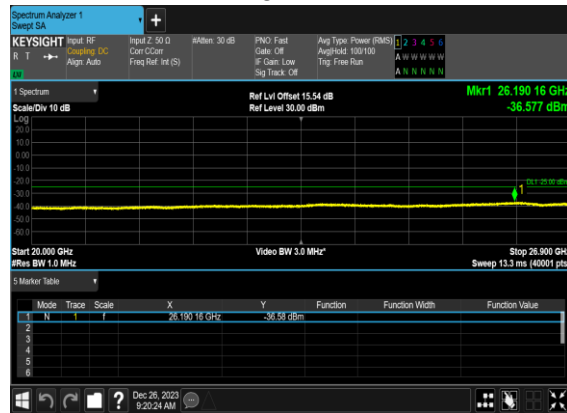 Spectrum Analyzer 1
Swept SA
+
KEYSIGHT Input: RF Input Z: 50 Ω #Atten: 30 dB PNO: Fast Avg Type: Power (RMS) 1 2 3 4 5 6
R T Coupling: DC Corr CCorr Gate: Off Avg|Hold: 100/100 A W W W W W
Align: Auto Freq Ref: Int (S) IF Gain: Low Trig: Free Run
LW Sig Track: Off A N N N N N
1 Spectrum Ref Lvl Offset 15.54 dB Mkr1 26.190 16 GHz
Scale/Div 10 dB Ref Level 30.00 dBm -36.577 dBm
Log
20.0
10.0
0.00
-10.0
-20.0 DL1 -25.00 dBm
-30.0 1
-40.0
-50.0
-60.0
Start 20.000 GHz Video BW 3.0 MHz* Stop 26.900 GHz
#Res BW 1.0 MHz Sweep 13.3 ms (40001 pts
5 Marker Table
Mode Trace Scale X Y Function Function Width Function Value
1 N 1 f 26.190 16 GHz -36.58 dBm
2
3
4
5
6
? Dec 26, 2023
9:20:24 AM